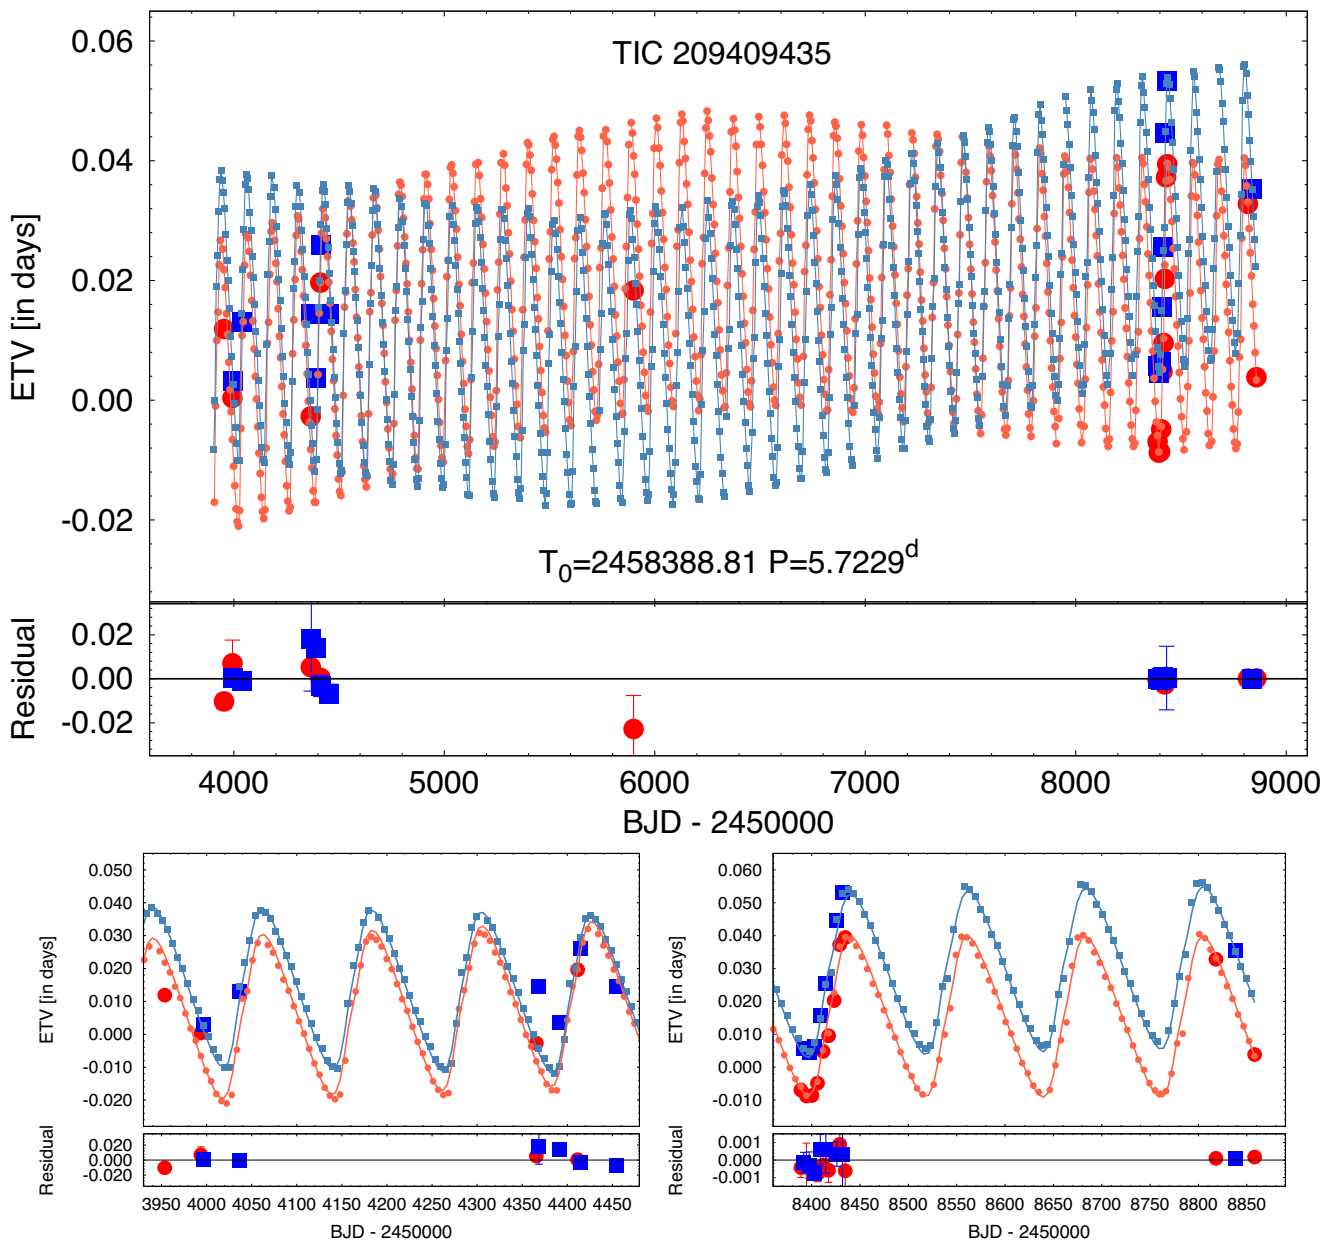 TIC 209409435
ETV [in days]
0.06
0.04
0.02
0.00
-0.02
T0=2458388.81 P=5.7229d
Residual
0.02
0.00
-0.02
4000 5000 6000 7000 8000 9000
BJD - 2450000
ETV [in days]
0.050
0.040
0.030
0.020
0.010
0.000
-0.010
-0.020
Residual
0.020
0.000
-0.020
3950 4000 4050 4100 4150 4200 4250 4300 4350 4400 4450
BJD - 2450000
ETV [in days]
0.060
0.050
0.040
0.030
0.020
0.010
0.000
-0.010
Residual
0.001
0.000
-0.001
8400 8450 8500 8550 8600 8650 8700 8750 8800 8850
BJD - 2450000